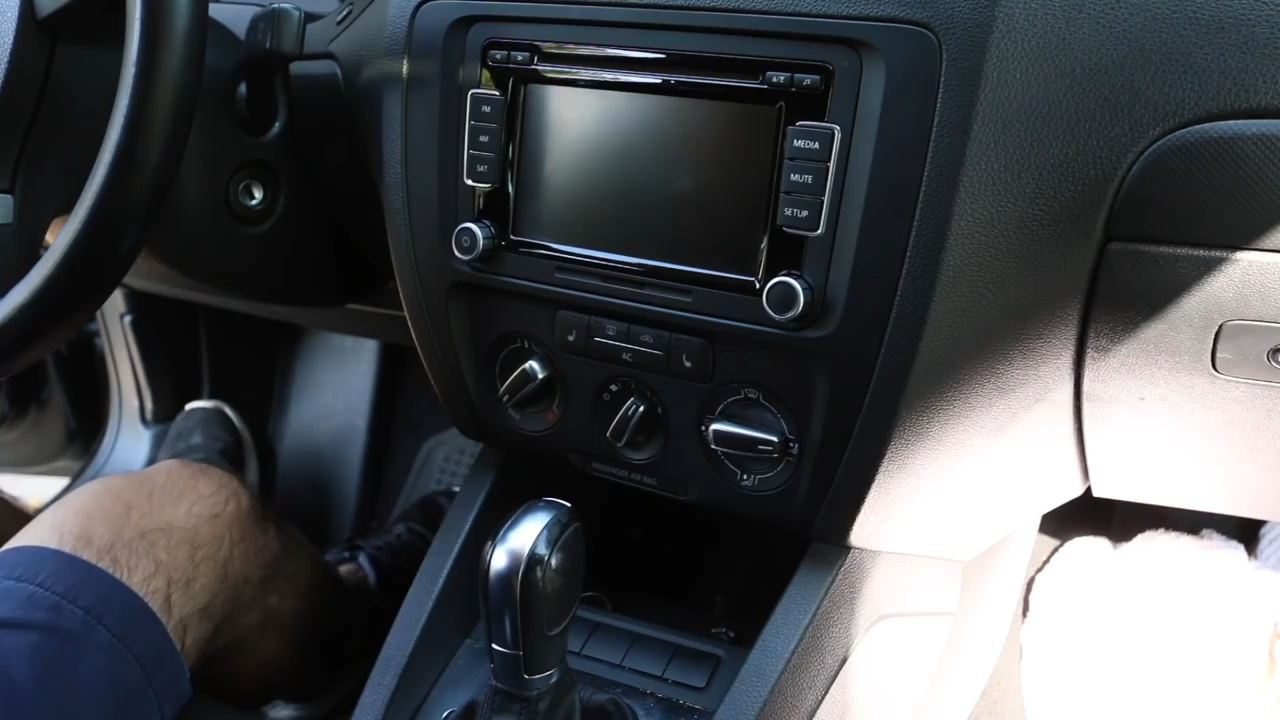 FM
AM
SAT
MEDIA
MUTE
SETUP
AC
PASSENGER AIR BAG